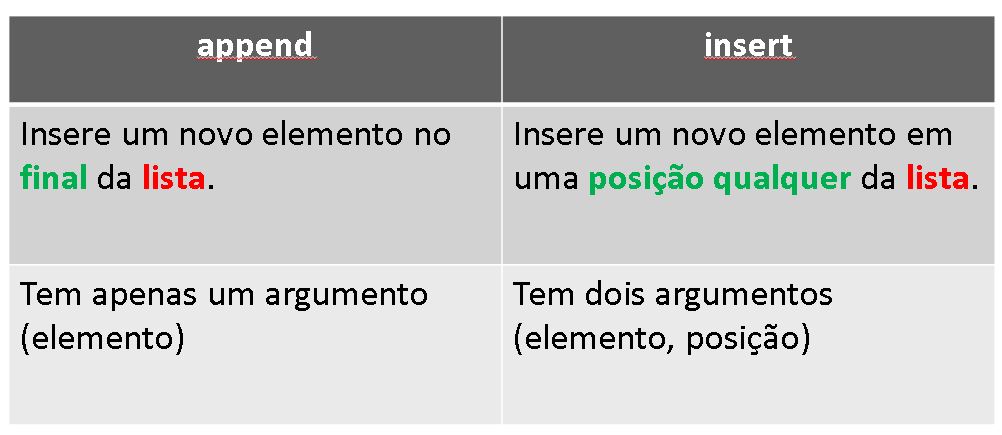 append
insert
Insere um novo elemento no
final da lista.
Insere um novo elemento em
uma posição qualquer da lista.
Tem apenas um argumento
(elemento)
Tem dois argumentos
(elemento, posição)